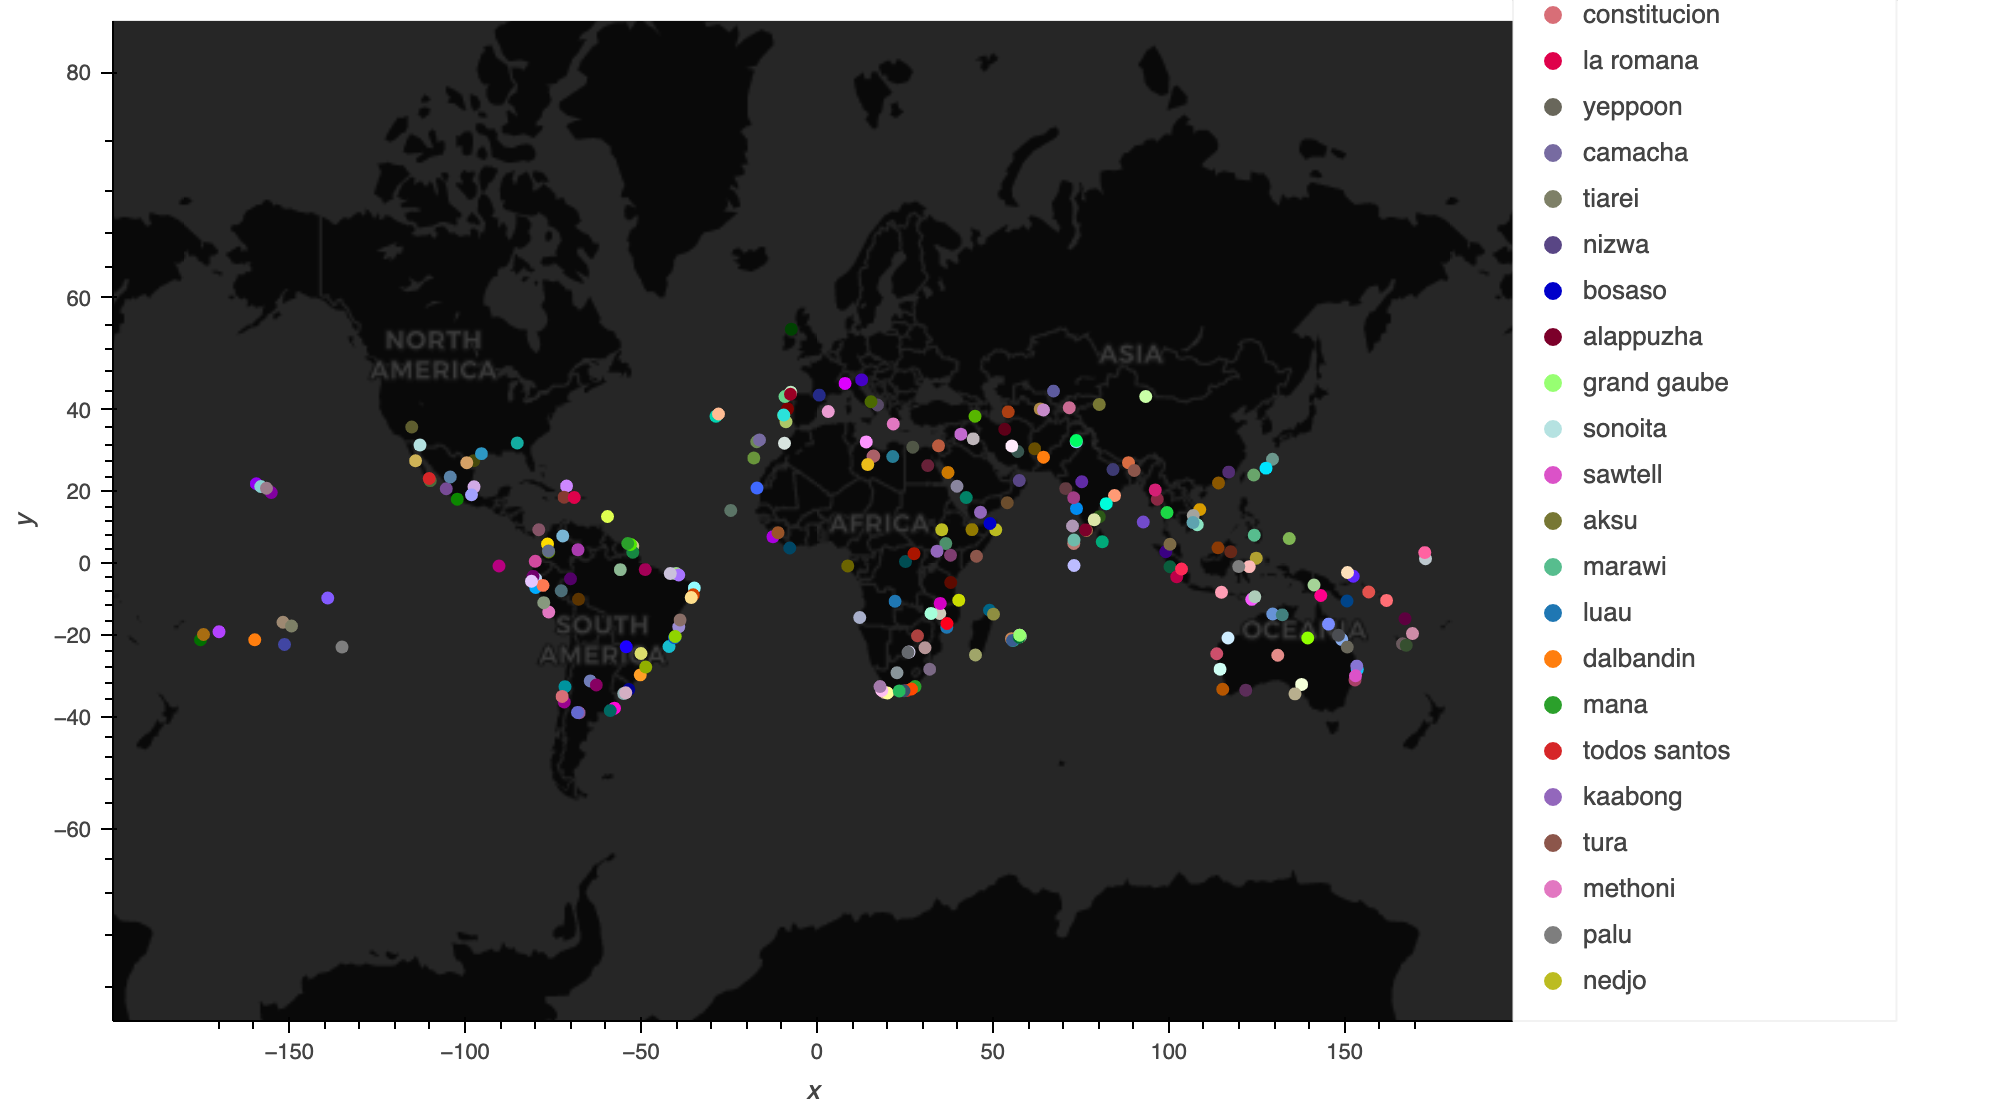 80
60
40
20
0
−20
−40
−60
y
−150
−100
−50
0
50
100
150
x
NORTH
AMERICA
ASIA
AFRICA
SOUTH
AMERICA
OCEANIA
constitucion
la romana
yeppoon
camacha
tiarei
nizwa
bosaso
alappuzha
grand gaube
sonoita
sawtell
aksu
marawi
luau
dalbandin
mana
todos santos
kaabong
tura
methoni
palu
nedjo